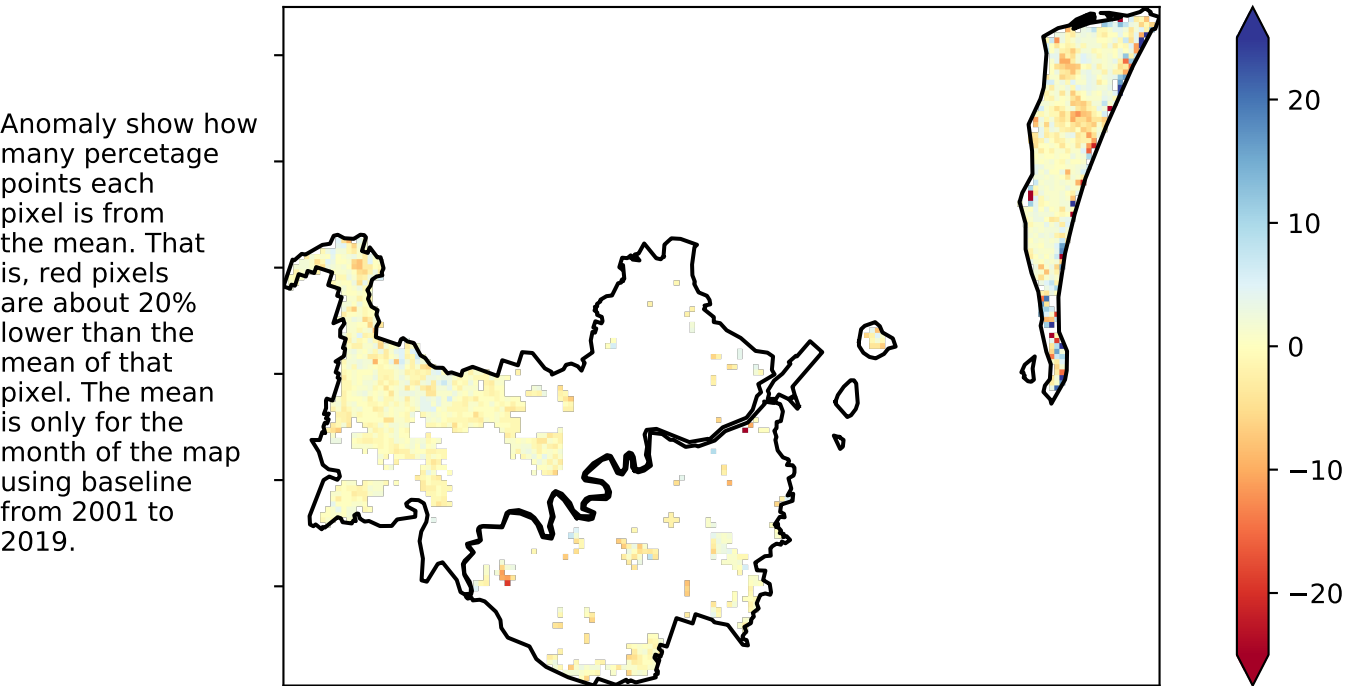 Anomaly show how
many percetage
points each
pixel is from
the mean. That
is, red pixels
are about 20%
lower than the
mean of that
pixel. The mean
is only for the
month of the map
using baseline
from 2001 to
2019.
20
10
0
−10
−20